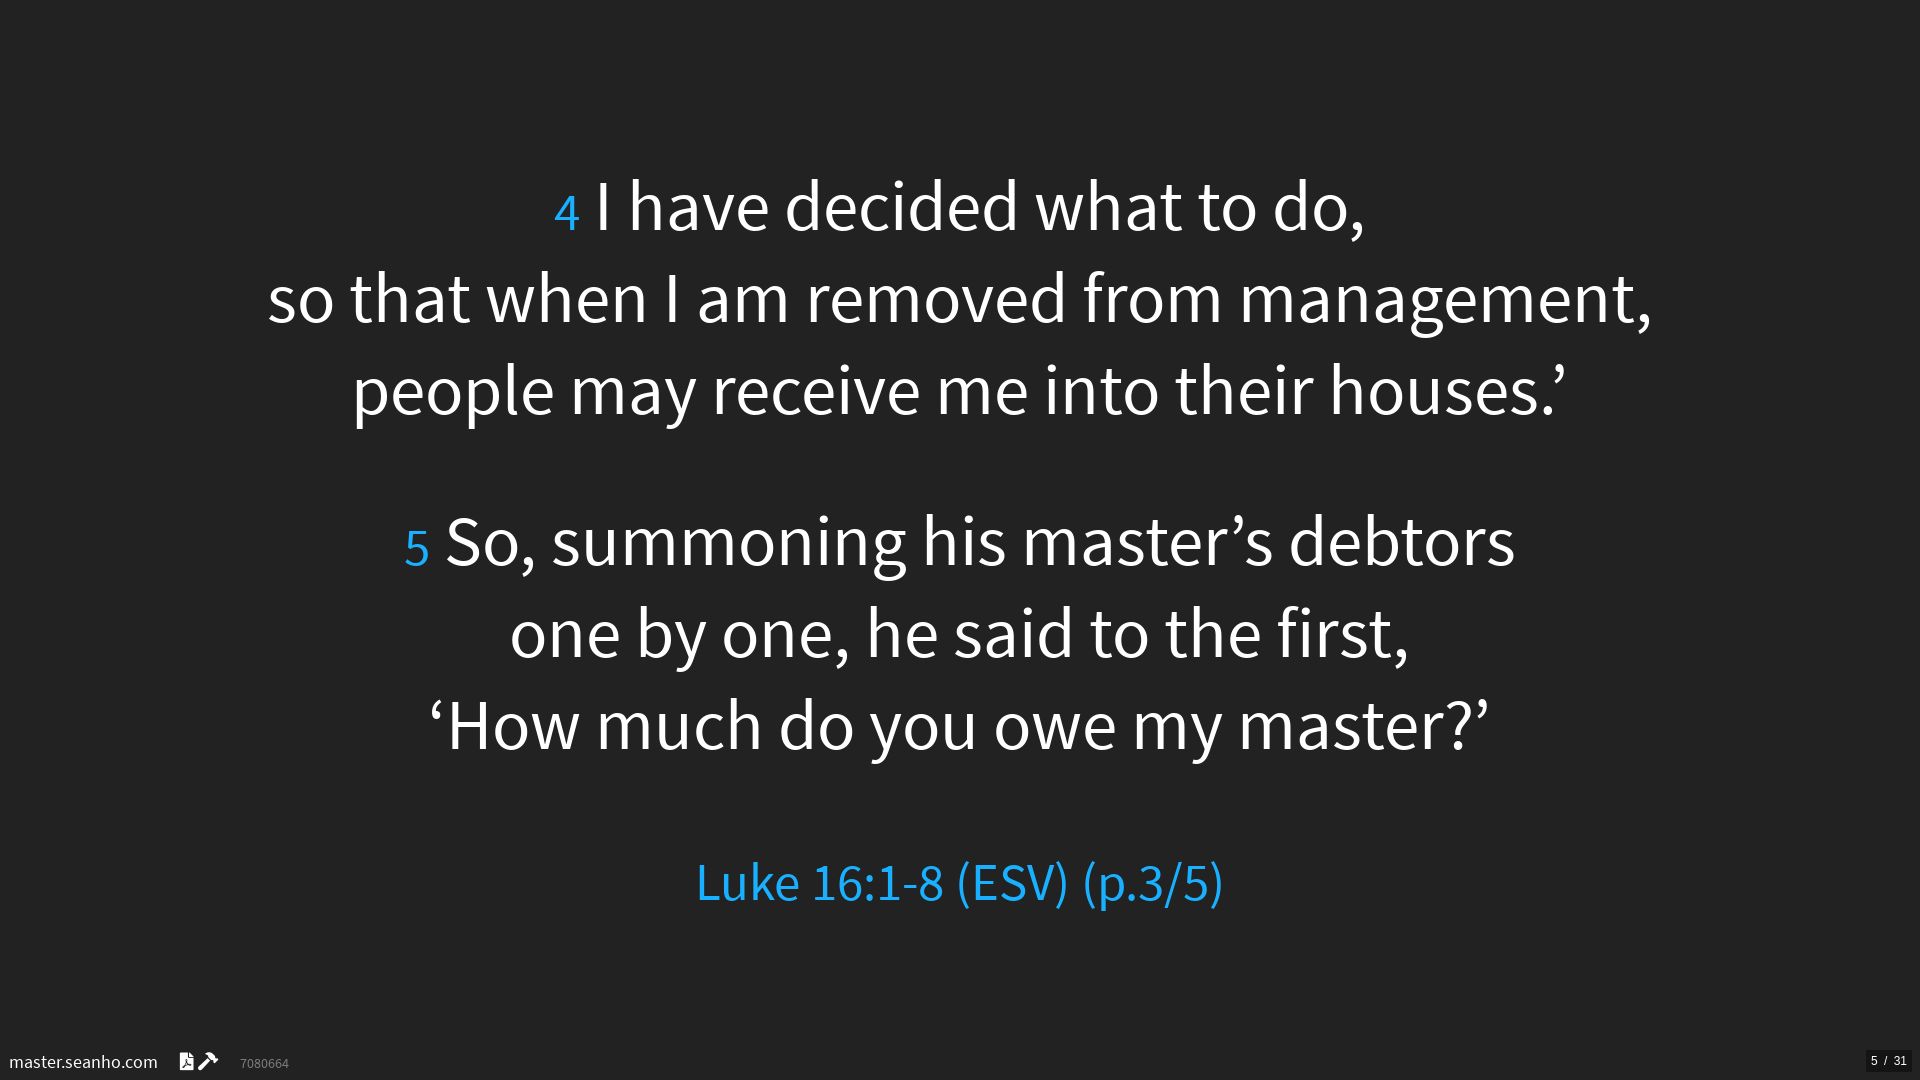 4 I have decided what to do,
so that when I am removed from management,
people may receive me into their houses.’
5 So, summoning his master’s debtors
one by one, he said to the first,
‘How much do you owe my master?’
Luke 16:1-8 (ESV) (p.3/5)
master.seanho.com 7080664
5 / 31